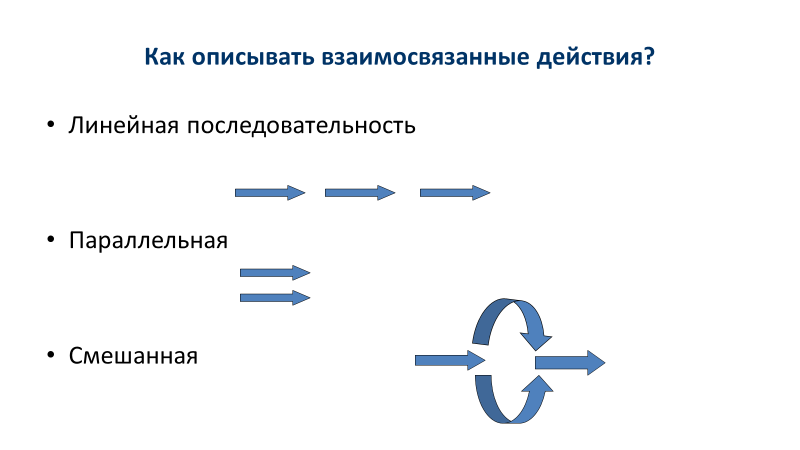 Как описывать взаимосвязанные действия?
• Линейная последовательность
• Параллельная
• Смешанная